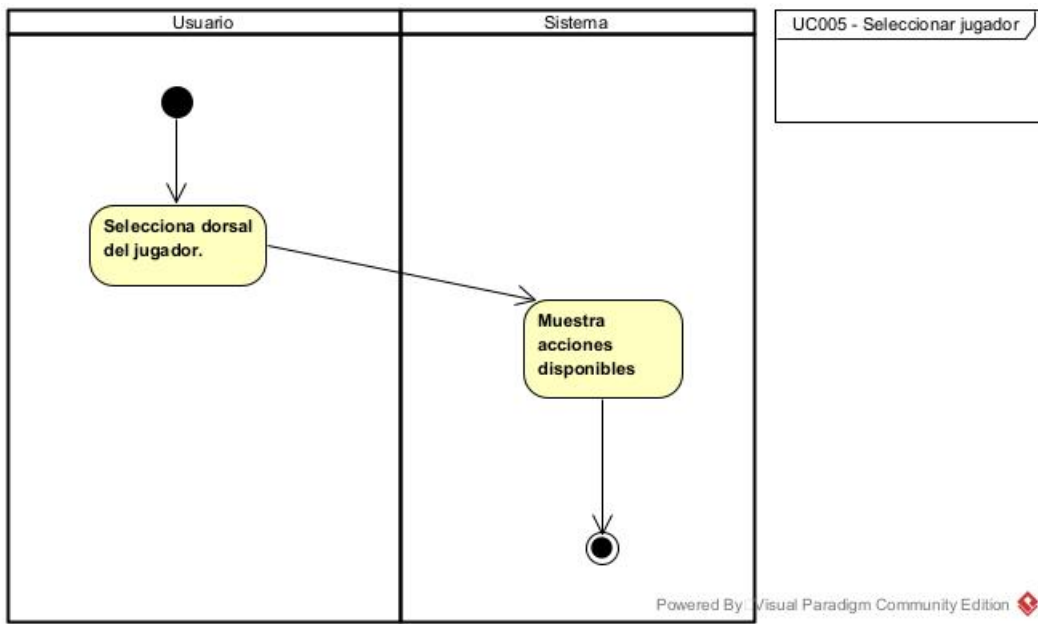 Usuario
Sistema
UC005 - Seleccionar jugador
Selecciona dorsal
del jugador.
Muestra
acciones
disponibles
Powered By: Visual Paradigm Community Edition